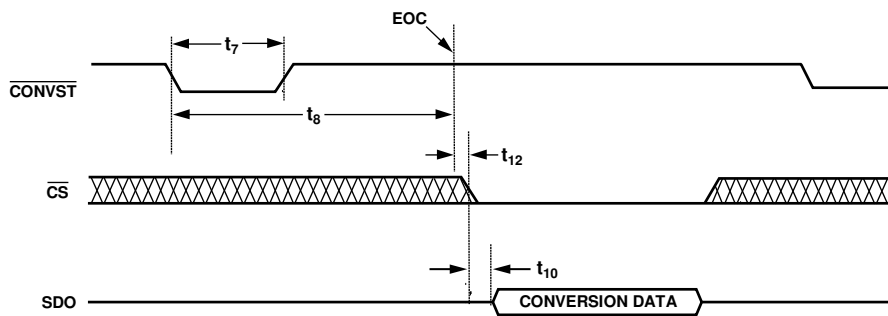 EOC
t7
CONVST
t8
t12
CS
t10
SDO
CONVERSION DATA